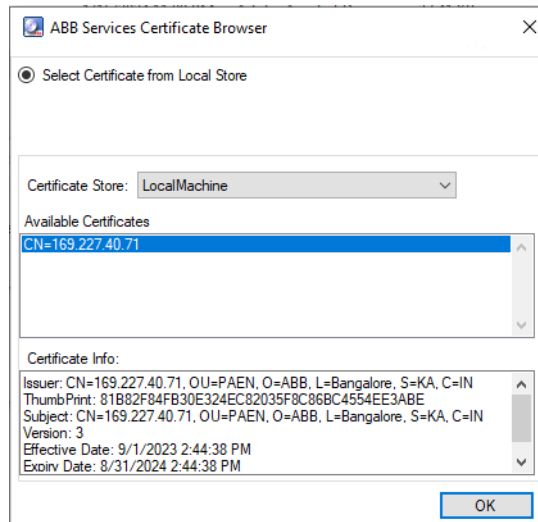 ABB Services Certificate Browser
Select Certificate from Local Store
Certificate Store: LocalMachine
Available Certificates
CN=169.227.40.71
Certificate Info:
Issuer: CN=169.227.40.71, OU=PAEN, O=ABB, L=Bangalore, S=KA, C=IN
ThumbPrint: 81B82F84FB30E324EC82035F8C86BC4554EE3ABE
Subject: CN=169.227.40.71, OU=PAEN, O=ABB, L=Bangalore, S=KA, C=IN
Version: 3
Effective Date: 9/1/2023 2:44:38 PM
Expiry Date: 8/31/2024 2:44:38 PM
OK